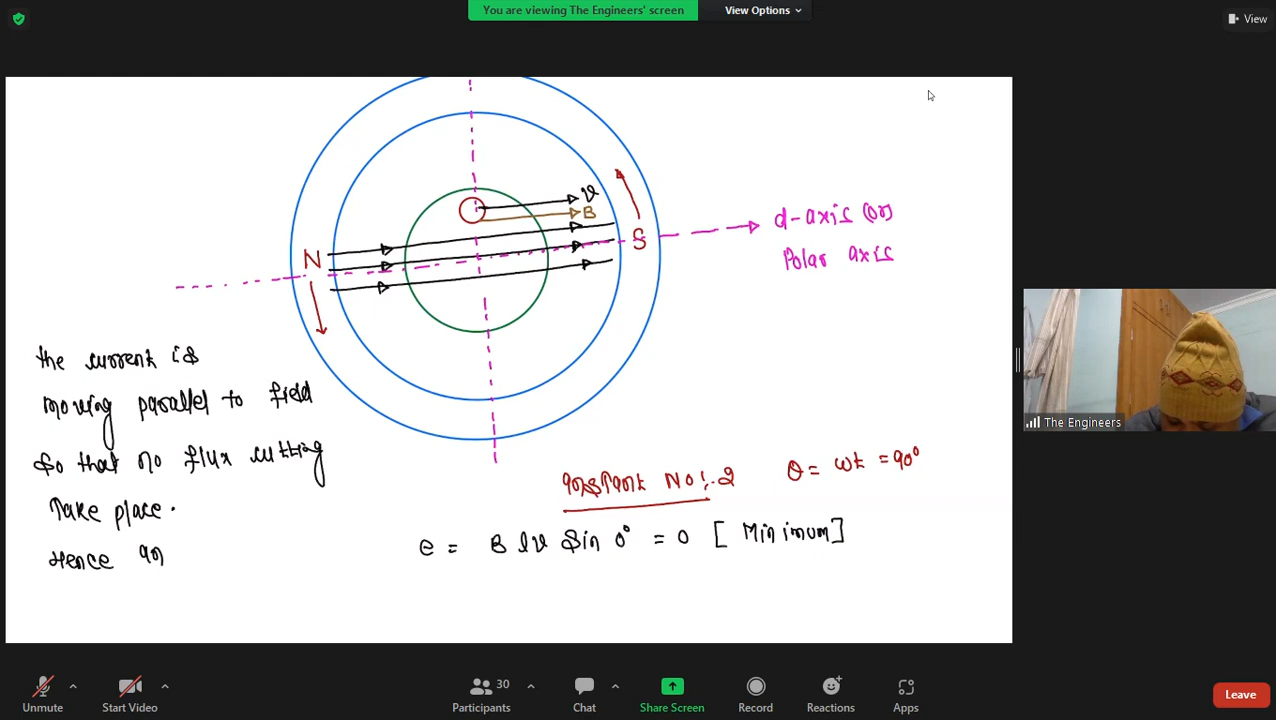 You are viewing The Engineers' screen
View Options
View
V
B
N
S
d-axis (or)
Polar axis
the current is
moving parallel to field
So that no flux cutting
Take place.
Hence
Instant No:.2
θ = ωt = 90°
e = B l v Sin 0° = 0 [Minimum]
The Engineers
Unmute
Start Video
30
Participants
Chat
Share Screen
Record
Reactions
Apps
Leave